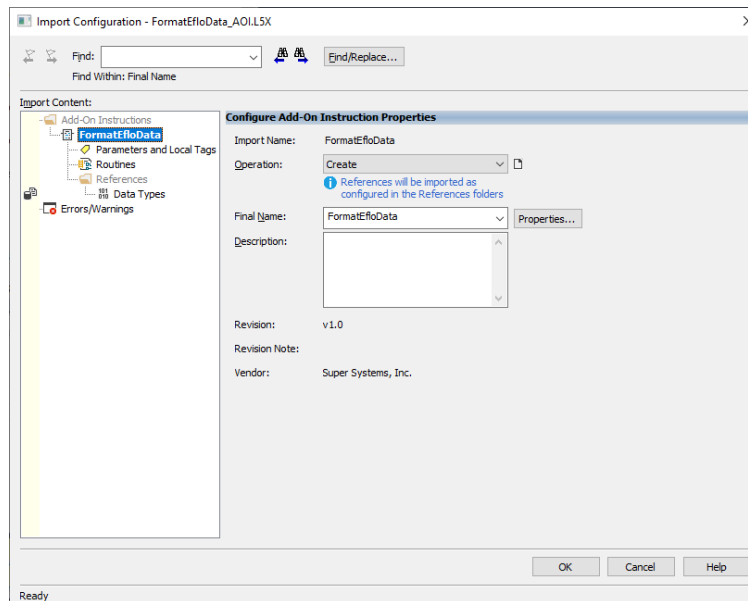 Import Configuration - FormatEfloData_AOI.L5X
Find:
Find/Replace...
Find Within: Final Name
Import Content:
Add-On Instructions
FormatEfloData
Parameters and Local Tags
Routines
References
Data Types
Errors/Warnings
Configure Add-On Instruction Properties
Import Name: FormatEfloData
Operation: Create
References will be imported as
configured in the References folders
Final Name: FormatEfloData Properties...
Description:
Revision: v1.0
Revision Note:
Vendor: Super Systems, Inc.
OK Cancel Help
Ready